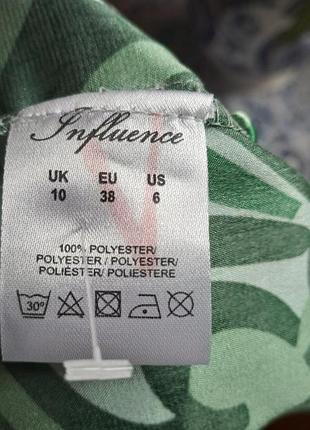 Influence
UK EU US
10 38 6
100% POLYESTER/
POLYESTER / POLYESTER/
POLIÉSTER/ POLIESTERE
30°